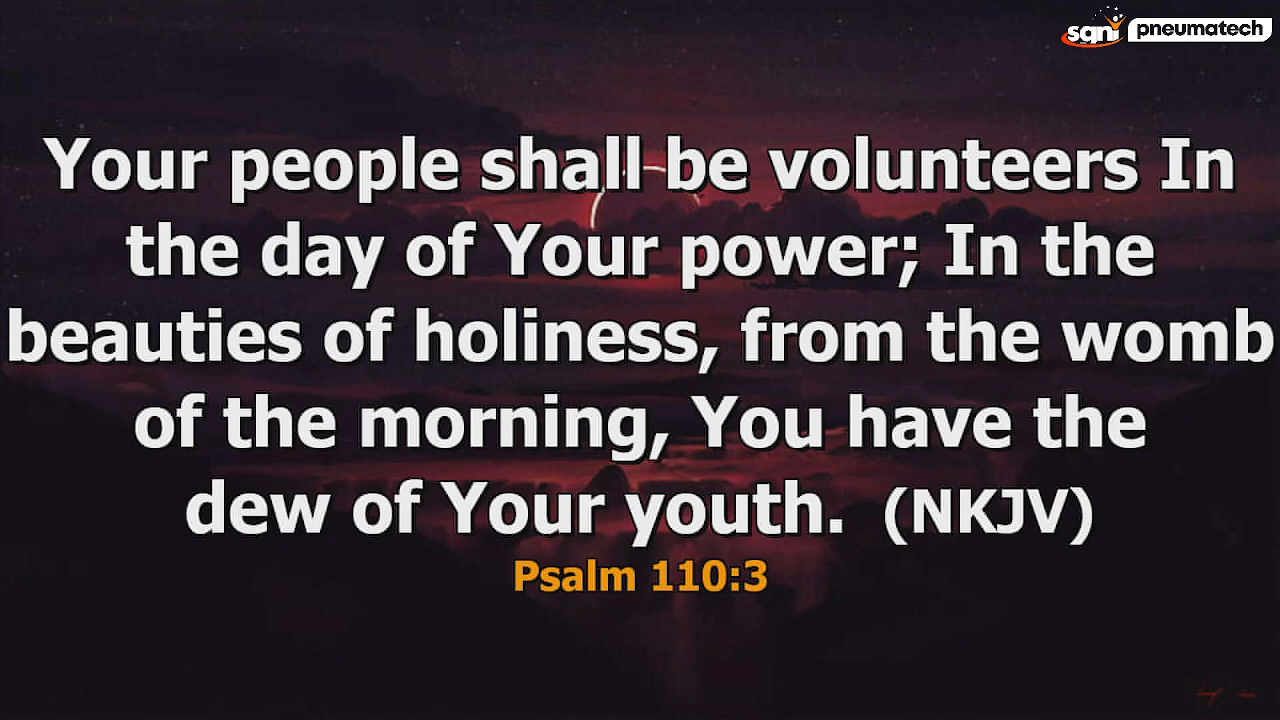 sqni pneumatech
Your people shall be volunteers In
the day of Your power; In the
beauties of holiness, from the womb
of the morning, You have the
dew of Your youth. (NKJV)
Psalm 110:3